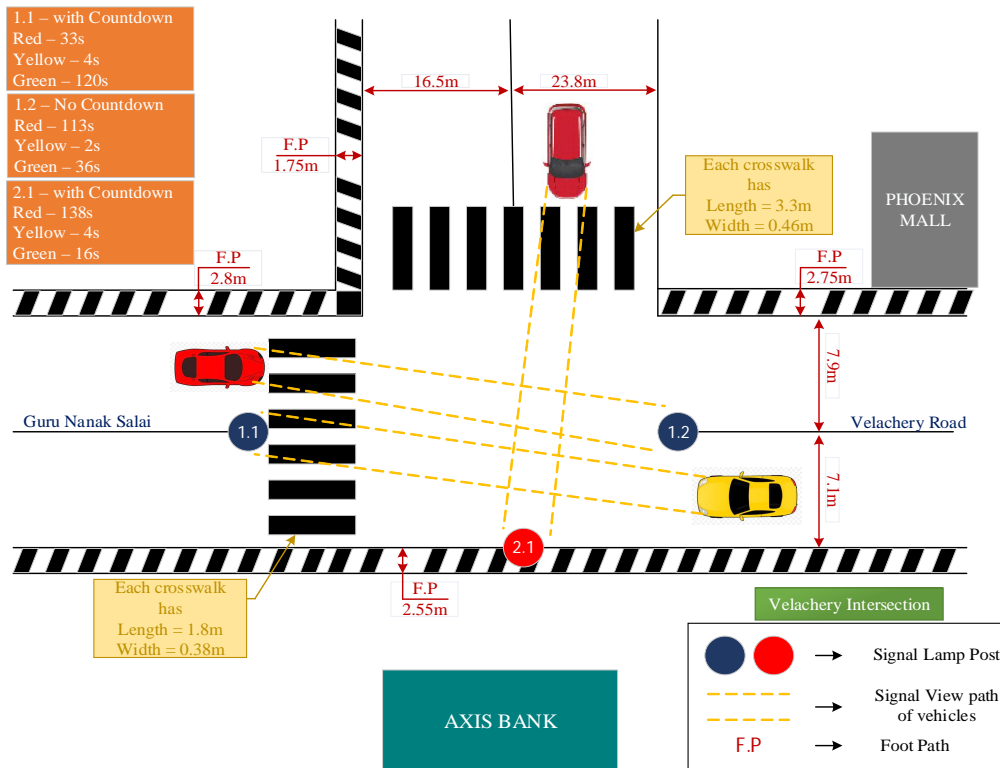 1.1 – with Countdown
Red – 33s
Yellow – 4s
Green – 120s
1.2 – No Countdown
Red – 113s
Yellow – 2s
Green – 36s
2.1 – with Countdown
Red – 138s
Yellow – 4s
Green – 16s
16.5m
23.8m
F.P
1.75m
Each crosswalk
has
Length = 3.3m
Width = 0.46m
PHOENIX
MALL
F.P
2.8m
F.P
2.75m
7.9m
Guru Nanak Salai
1.1
1.2
Velachery Road
7.1m
2.1
Each crosswalk
has
Length = 1.8m
Width = 0.38m
F.P
2.55m
Velachery Intersection
AXIS BANK
Signal Lamp Post
Signal View path
of vehicles
F.P
Foot Path